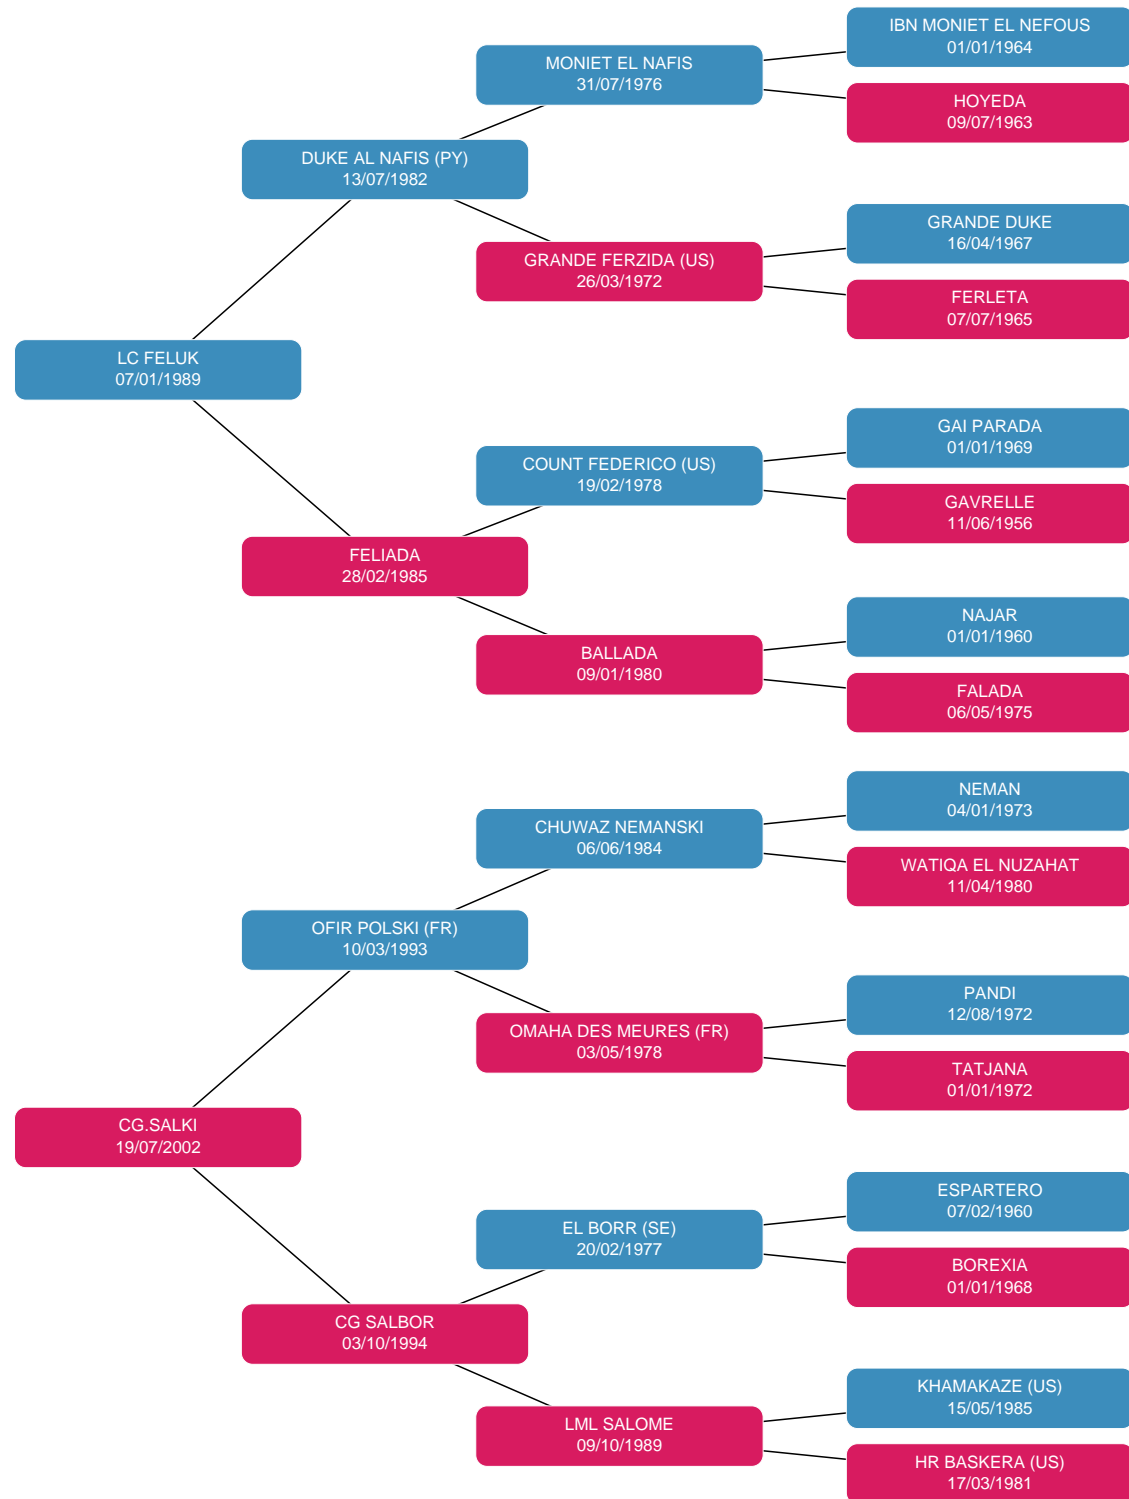 IBN MONIET EL NEFOUS
01/01/1964
MONIET EL NAFIS
31/07/1976
HOYEDA
09/07/1963
DUKE AL NAFIS (PY)
13/07/1982
GRANDE DUKE
16/04/1967
GRANDE FERZIDA (US)
26/03/1972
FERLETA
07/07/1965
LC FELUK
07/01/1989
GAI PARADA
01/01/1969
COUNT FEDERICO (US)
19/02/1978
GAVRELLE
11/06/1956
FELIADA
28/02/1985
NAJAR
01/01/1960
BALLADA
09/01/1980
FALADA
06/05/1975
NEMAN
04/01/1973
CHUWAZ NEMANSKI
06/06/1984
WATIQA EL NUZAHAT
11/04/1980
OFIR POLSKI (FR)
10/03/1993
PANDI
12/08/1972
OMAHA DES MEURES (FR)
03/05/1978
TATJANA
01/01/1972
CG.SALKI
19/07/2002
ESPARTERO
07/02/1960
EL BORR (SE)
20/02/1977
BOREXIA
01/01/1968
CG SALBOR
03/10/1994
KHAMAKAZE (US)
15/05/1985
LML SALOME
09/10/1989
HR BASKERA (US)
17/03/1981